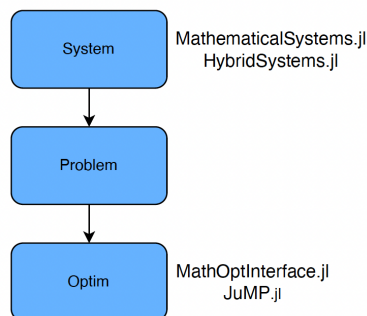 System
MathematicalSystems.jl
HybridSystems.jl
Problem
Optim
MathOptInterface.jl
JuMP.jl